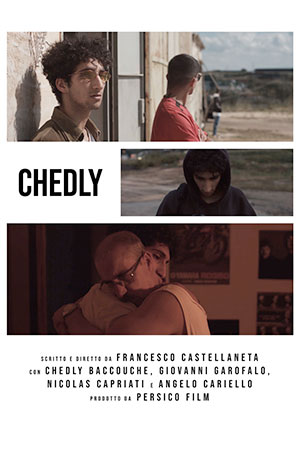 CHEDLY
SCRITTO E DIRETTO DA FRANCESCO CASTELLANETA
CON CHEDLY BACCOUCHE, GIOVANNI GAROFALO,
NICOLAS CAPRIATI E ANGELO CARIELLO
PRODOTTO DA PERSICO FILM